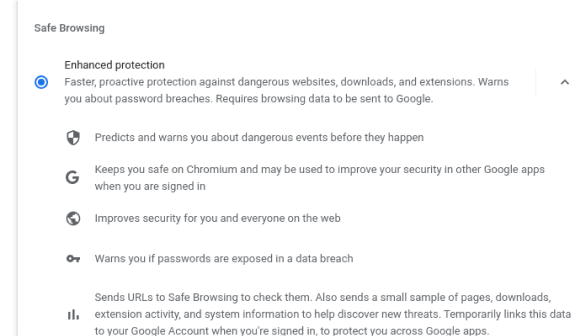 Safe Browsing
Enhanced protection
Faster, proactive protection against dangerous websites, downloads, and extensions. Warns
you about password breaches. Requires browsing data to be sent to Google.
Predicts and warns you about dangerous events before they happen
Keeps you safe on Chromium and may be used to improve your security in other Google apps
when you are signed in
Improves security for you and everyone on the web
Warns you if passwords are exposed in a data breach
Sends URLs to Safe Browsing to check them. Also sends a small sample of pages, downloads,
extension activity, and system information to help discover new threats. Temporarily links this data
to your Google Account when you're signed in, to protect you across Google apps.